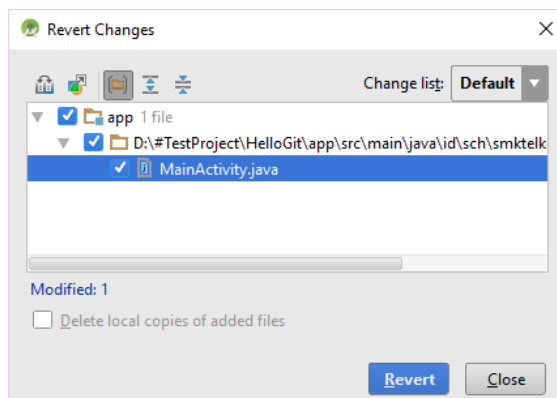 Revert Changes
Change list: Default
app 1 file
D:\#TestProject\HelloGit\app\src\main\java\id\sch\smktelk
MainActivity.java
Modified: 1
Delete local copies of added files
Revert Close